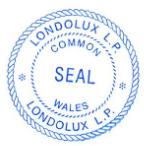 LONDOLUX L.P.
COMMON
SEAL
WALES
LONDOLUX L.P.